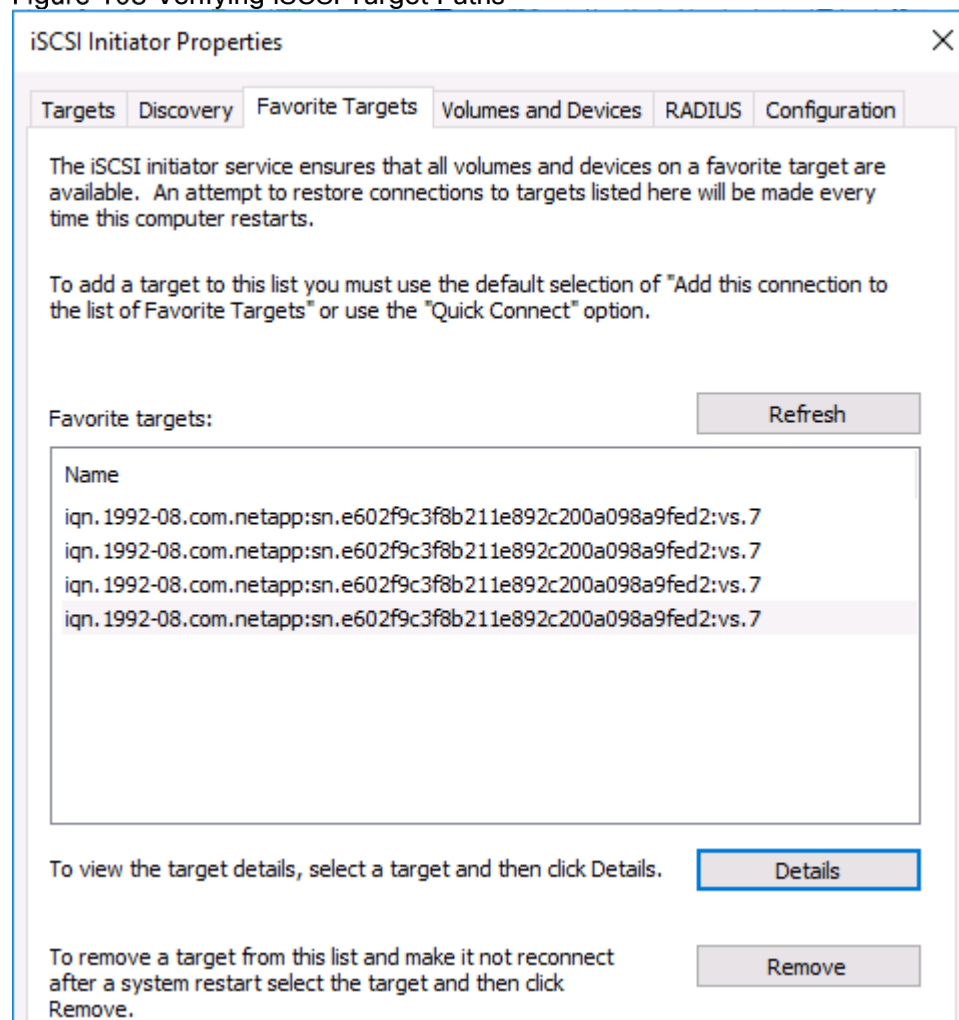 iSCSI Initiator Properties
Targets Discovery Favorite Targets Volumes and Devices RADIUS Configuration
The iSCSI initiator service ensures that all volumes and devices on a favorite target are
available. An attempt to restore connections to targets listed here will be made every
time this computer restarts.
To add a target to this list you must use the default selection of "Add this connection to
the list of Favorite Targets" or use the "Quick Connect" option.
Favorite targets:
Refresh
Name
iqn.1992-08.com.netapp:sn.e602f9c3f8b211e892c200a098a9fed2:vs.7
iqn.1992-08.com.netapp:sn.e602f9c3f8b211e892c200a098a9fed2:vs.7
iqn.1992-08.com.netapp:sn.e602f9c3f8b211e892c200a098a9fed2:vs.7
iqn.1992-08.com.netapp:sn.e602f9c3f8b211e892c200a098a9fed2:vs.7
To view the target details, select a target and then click Details.
Details
To remove a target from this list and make it not reconnect
after a system restart select the target and then click
Remove.
Remove